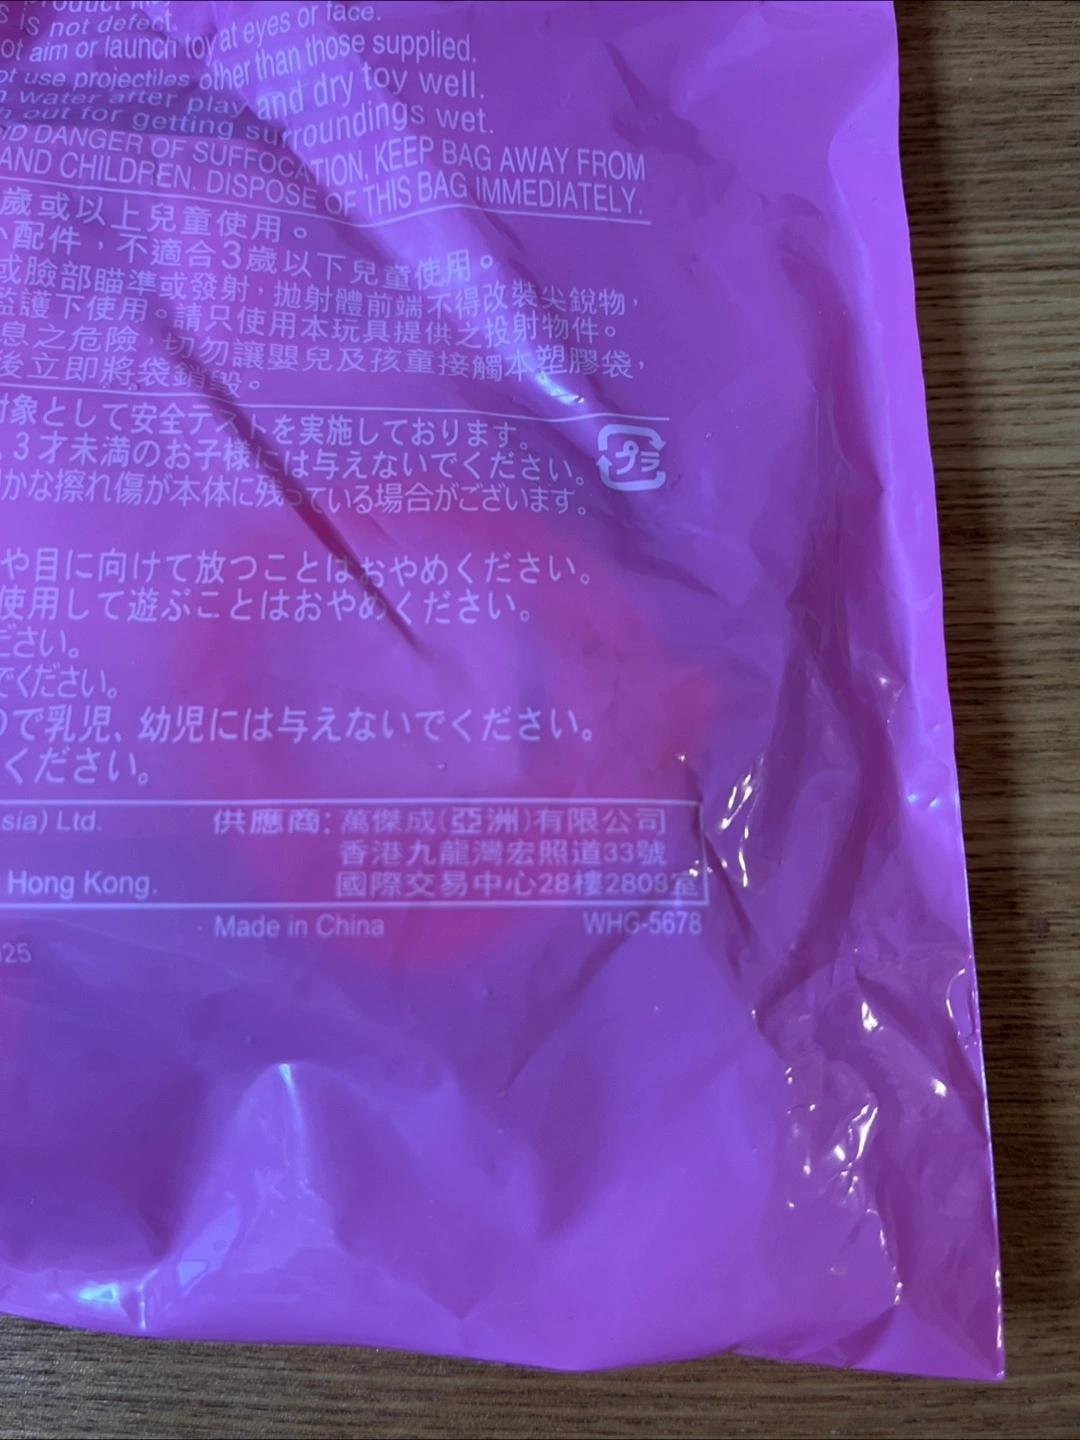 s is not defect.
ot aim or launch toy at eyes or face.
ot use projectiles other than those supplied.
n water after play and dry toy well.
h out for getting surroundings wet.
OID DANGER OF SUFFOCATION, KEEP BAG AWAY FROM
AND CHILDREN. DISPOSE OF THIS BAG IMMEDIATELY.
歲或以上兒童使用。
小配件，不適合3歲以下兒童使用。
或臉部瞄準或發射，拋射體前端不得改裝尖銳物，
監護下使用。請只使用本玩具提供之投射物件。
息之危險，切勿讓嬰兒及孩童接觸本塑膠袋，
後立即將袋銷毀。
対象として安全テストを実施しております。
3才未満のお子様には与えないでください。
かな擦れ傷が本体に残っている場合がございます。
プラ
や目に向けて放つことはおやめください。
使用して遊ぶことはおやめください。
ださい。
でください。
ので乳児、幼児には与えないでください。
ください。
sia) Ltd.
Hong Kong.
供應商: 萬傑成(亞洲)有限公司
香港九龍灣宏照道33號
國際交易中心28樓2808室
Made in China
WHG-5678
25